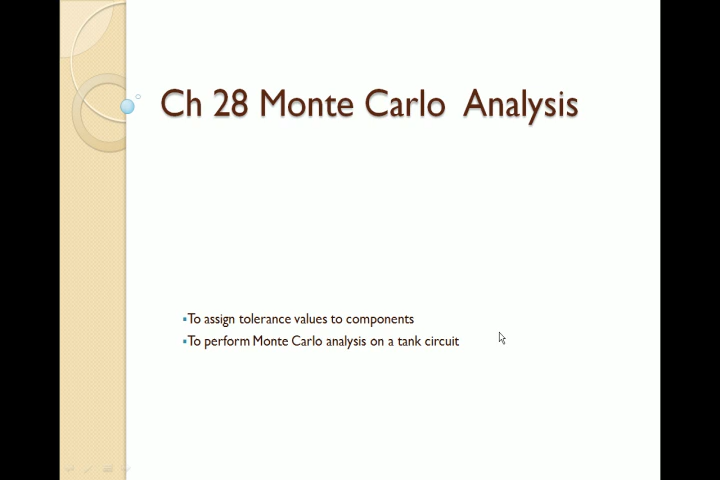 Ch 28 Monte Carlo Analysis
▪To assign tolerance values to components
▪To perform Monte Carlo analysis on a tank circuit